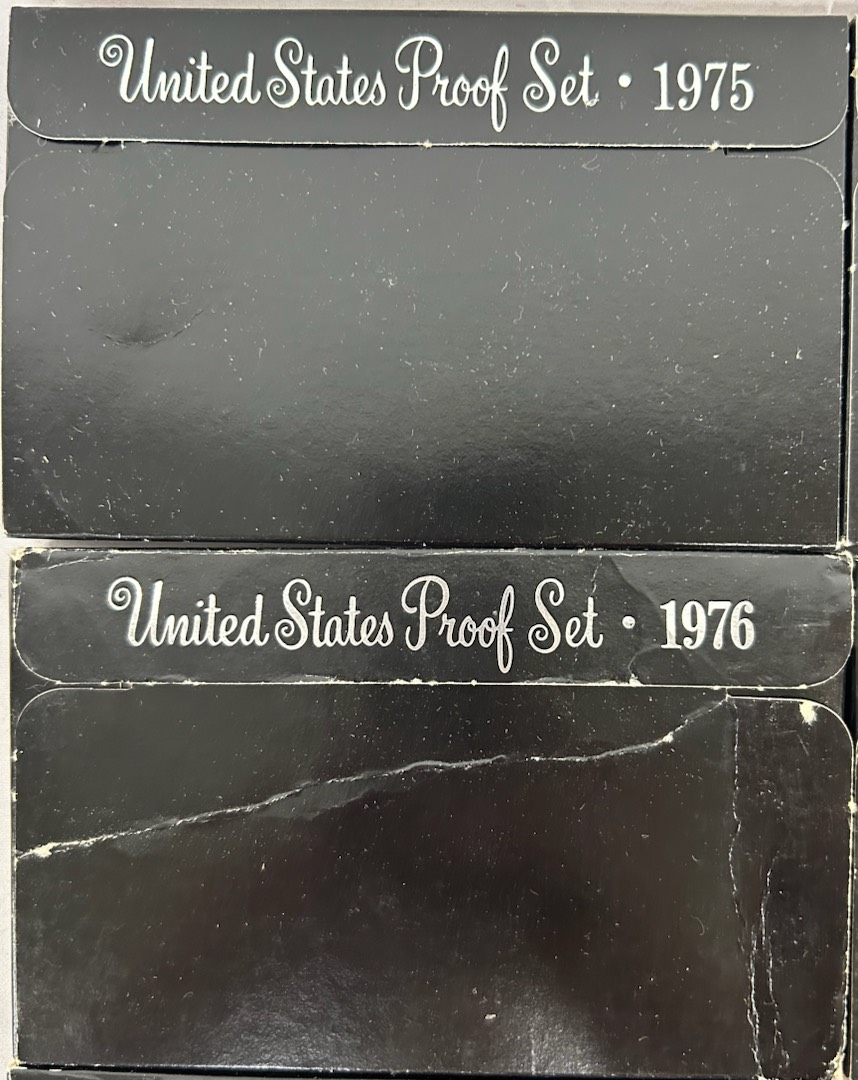 United States Proof Set • 1975
United States Proof Set • 1976